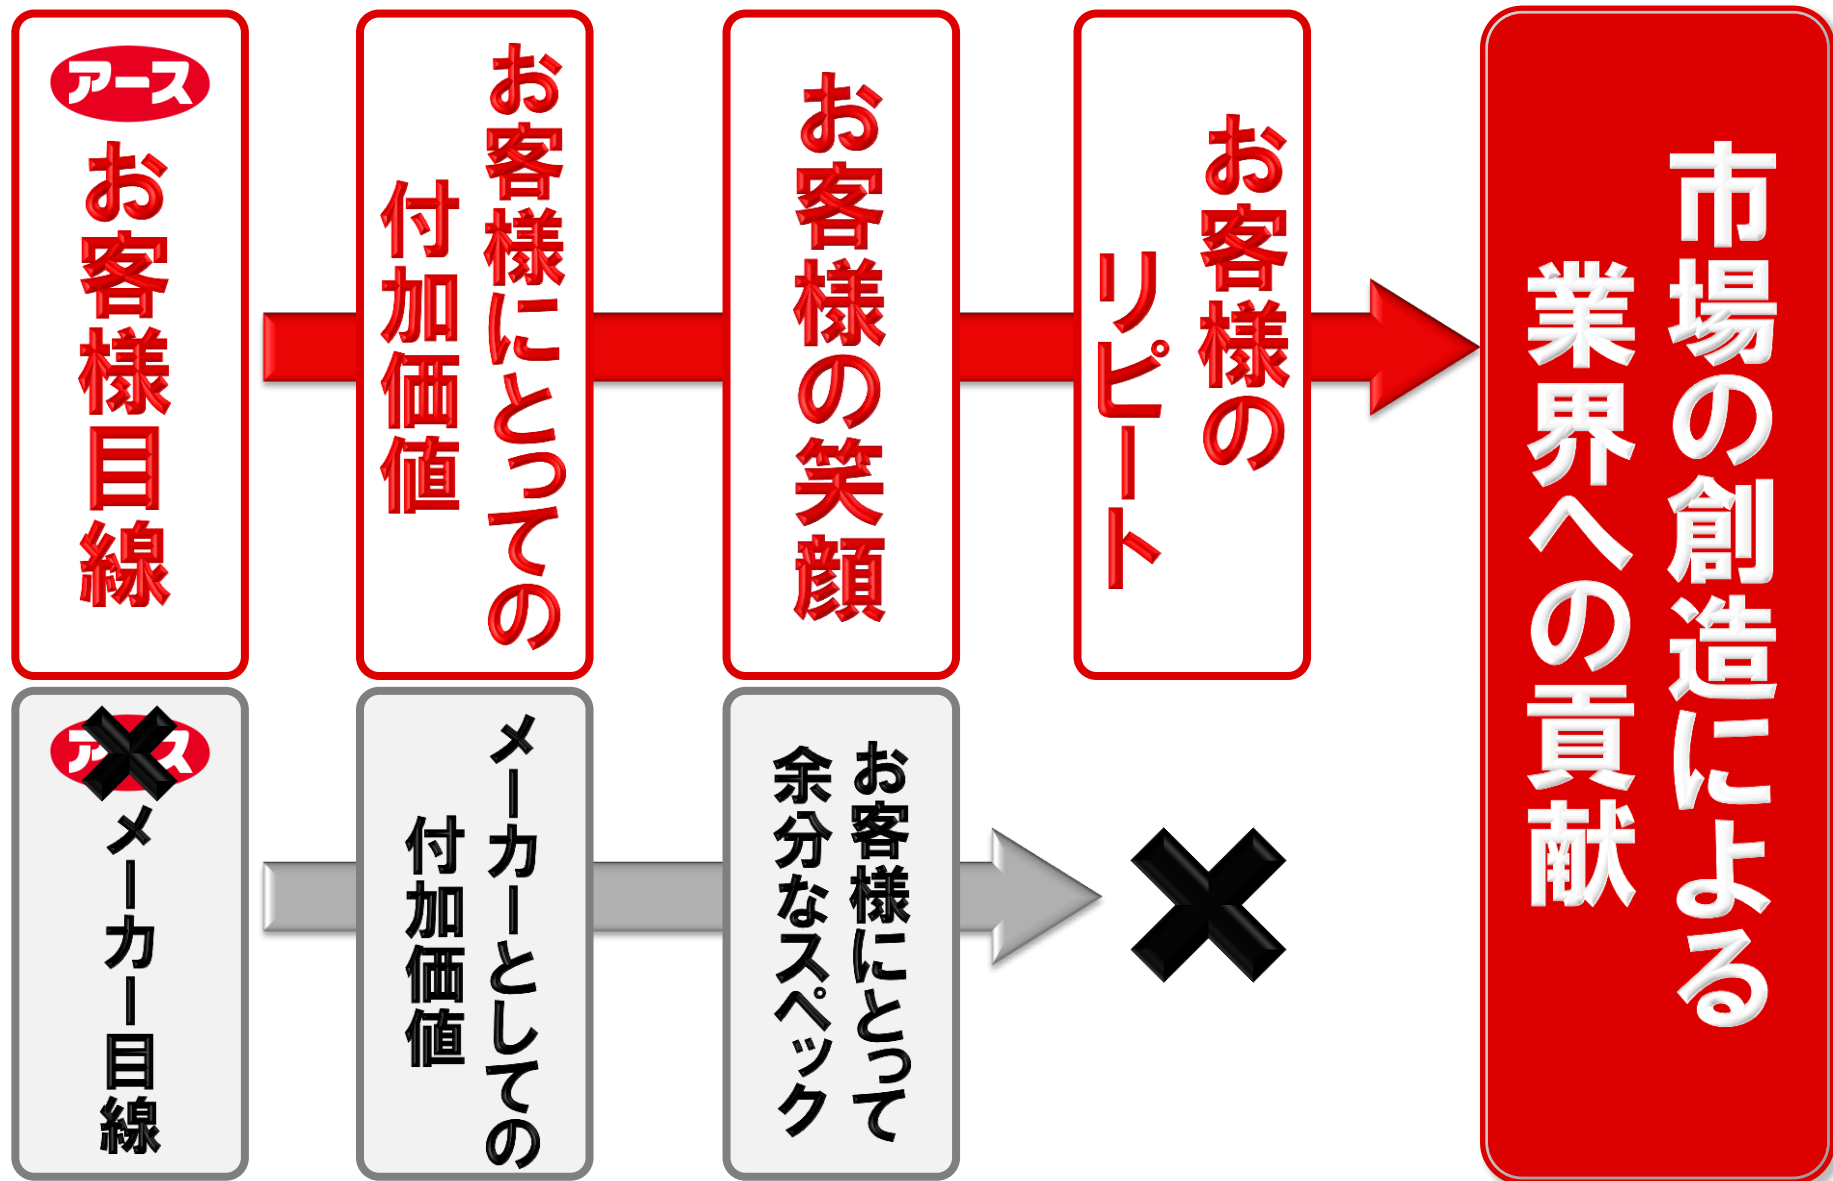 アース
お客様目線
お客様にとっての
付加価値
お客様の笑顔
お客様の
リピート
市場の創造による
業界への貢献
アース
メーカー目線
メーカーとしての
付加価値
お客様にとって
余分なスペック